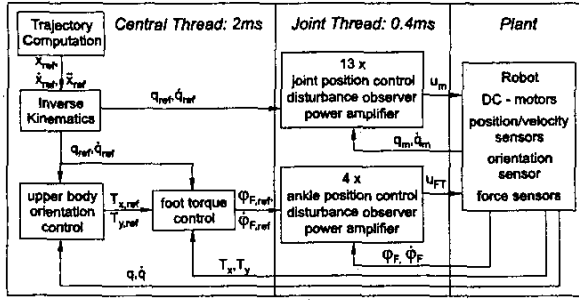 Central Thread: 2ms
Joint Thread: 0.4ms
Plant
Trajectory
Computation
x_ref,
ẋ_ref, ẍ_ref
Inverse
Kinematics
q_ref, q̇_ref
q_ref, q̇_ref
upper body
orientation
control
T_x,ref
T_y,ref
foot torque
control
φ_F,ref,
φ̇_F,ref
13 x
joint position control
disturbance observer
power amplifier
u_m
q_m, q̇_m
4 x
ankle position control
disturbance observer
power amplifier
u_FT
φ_F, φ̇_F
Robot
DC - motors
position/velocity
sensors
orientation
sensor
force sensors
T_x, T_y
q, q̇